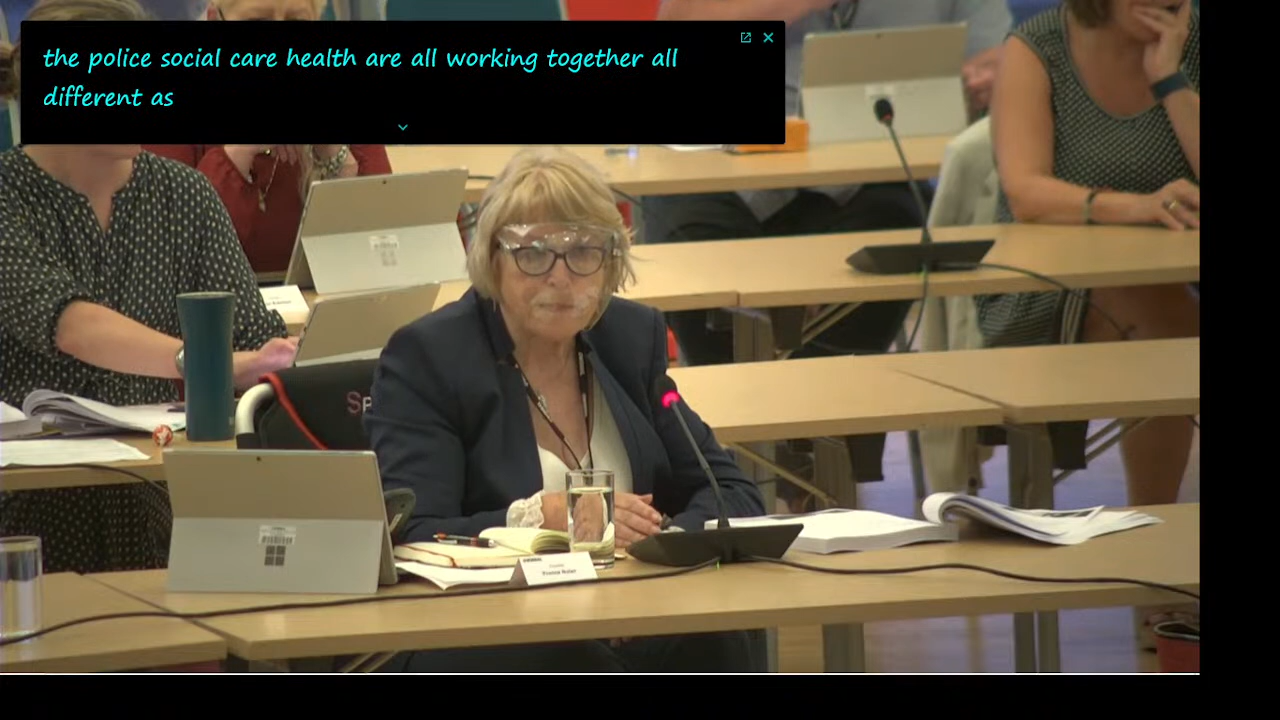 the police social care health are all working together all
different as